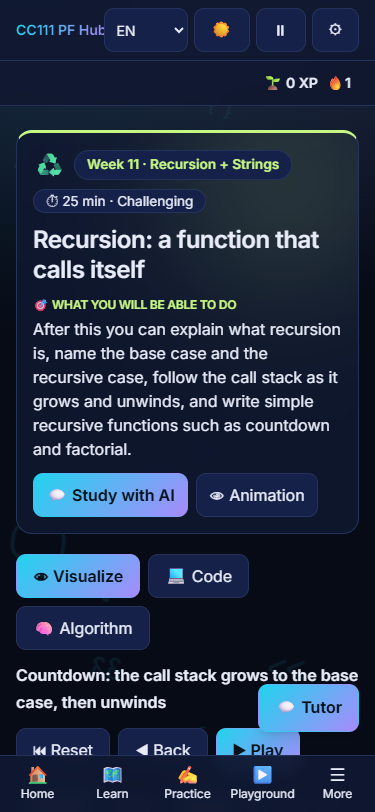 CC111 PF Hub
EN
0 XP 1
Week 11 · Recursion + Strings
25 min · Challenging
Recursion: a function that
calls itself
WHAT YOU WILL BE ABLE TO DO
After this you can explain what recursion
is, name the base case and the
recursive case, follow the call stack as it
grows and unwinds, and write simple
recursive functions such as countdown
and factorial.
Study with AI
Animation
Visualize
Code
Algorithm
Countdown: the call stack grows to the base
case, then unwinds
Tutor
Reset
Back
Play
Home
Learn
Practice
Playground
More